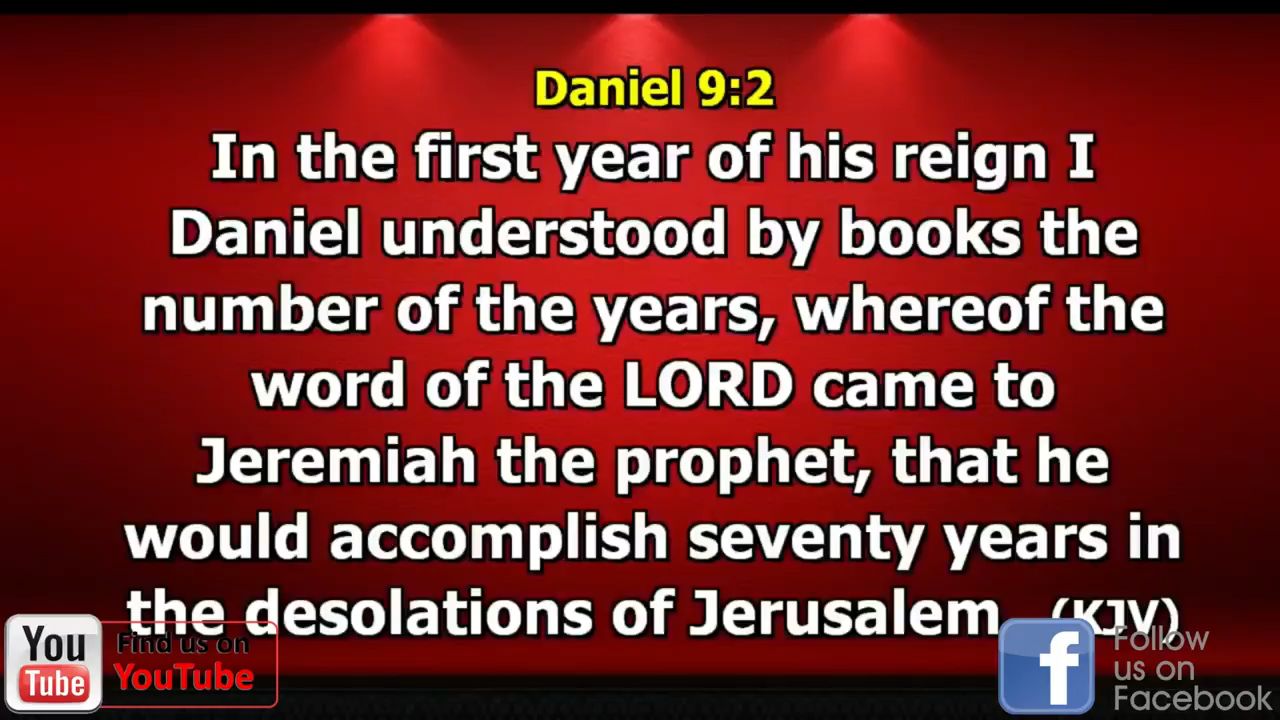 Daniel 9:2
In the first year of his reign I
Daniel understood by books the
number of the years, whereof the
word of the LORD came to
Jeremiah the prophet, that he
would accomplish seventy years in
the desolations of Jerusalem (KJV)
You
Tube
Find us on
YouTube
f
Follow
us on
Facebook